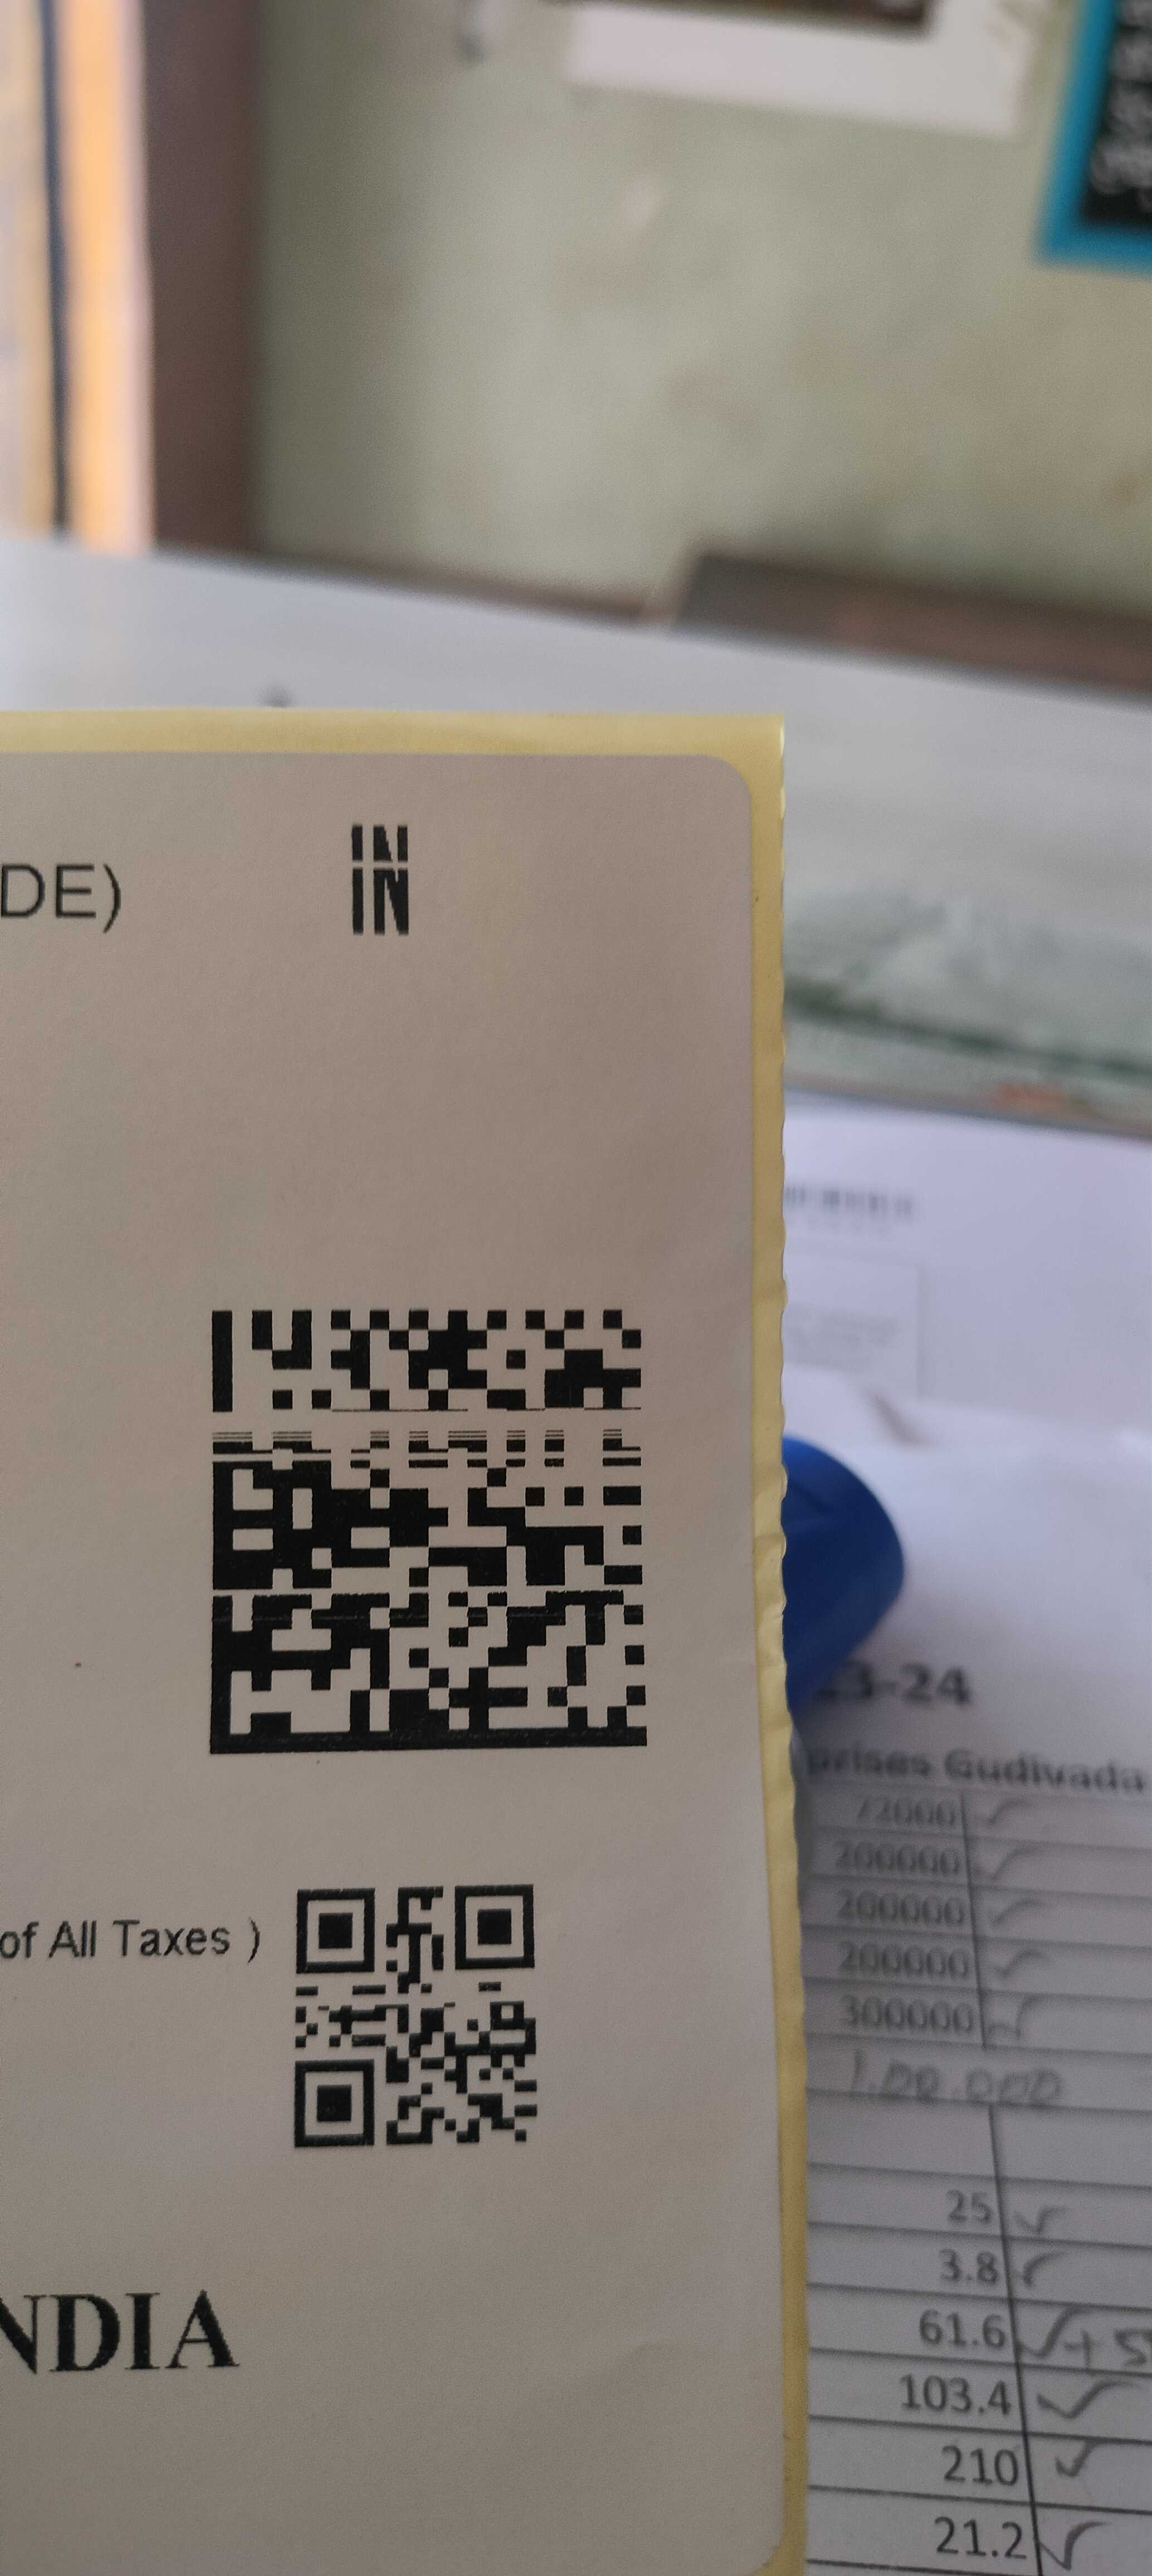 DE)
IN
of All Taxes )
NDIA
23-24
prises Gudivada
72000
200000
200000
200000
300000
1,00,000
25
3.8
61.6
103.4
210
21.2